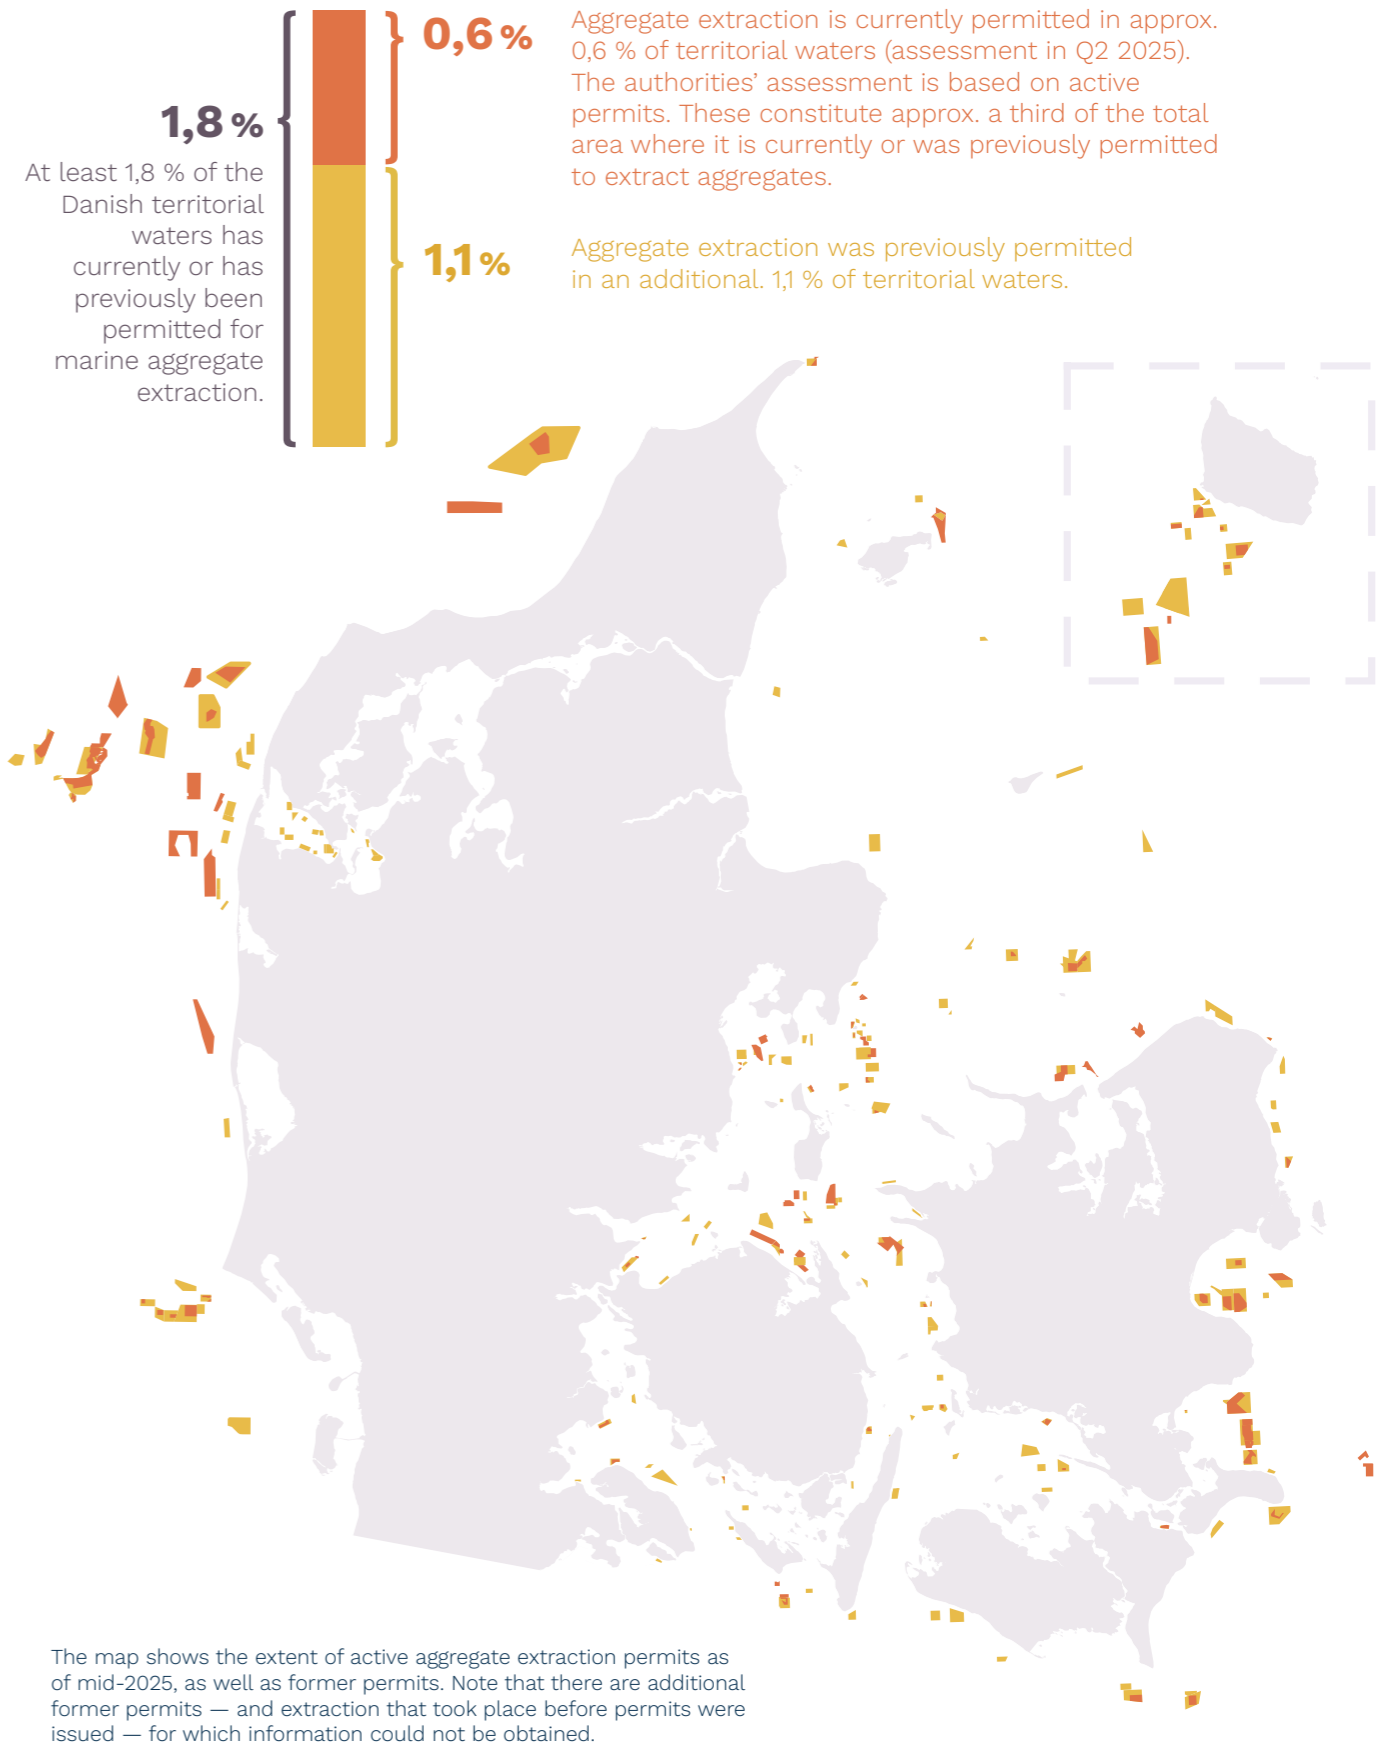 1,8 %
At least 1,8 % of the
Danish territorial
waters has
currently or has
previously been
permitted for
marine aggregate
extraction.
0,6 %
Aggregate extraction is currently permitted in approx.
0,6 % of territorial waters (assessment in Q2 2025).
The authorities’ assessment is based on active
permits. These constitute approx. a third of the total
area where it is currently or was previously permitted
to extract aggregates.
1,1 %
Aggregate extraction was previously permitted
in an additional. 1,1 % of territorial waters.
The map shows the extent of active aggregate extraction permits as
of mid-2025, as well as former permits. Note that there are additional
former permits — and extraction that took place before permits were
issued — for which information could not be obtained.